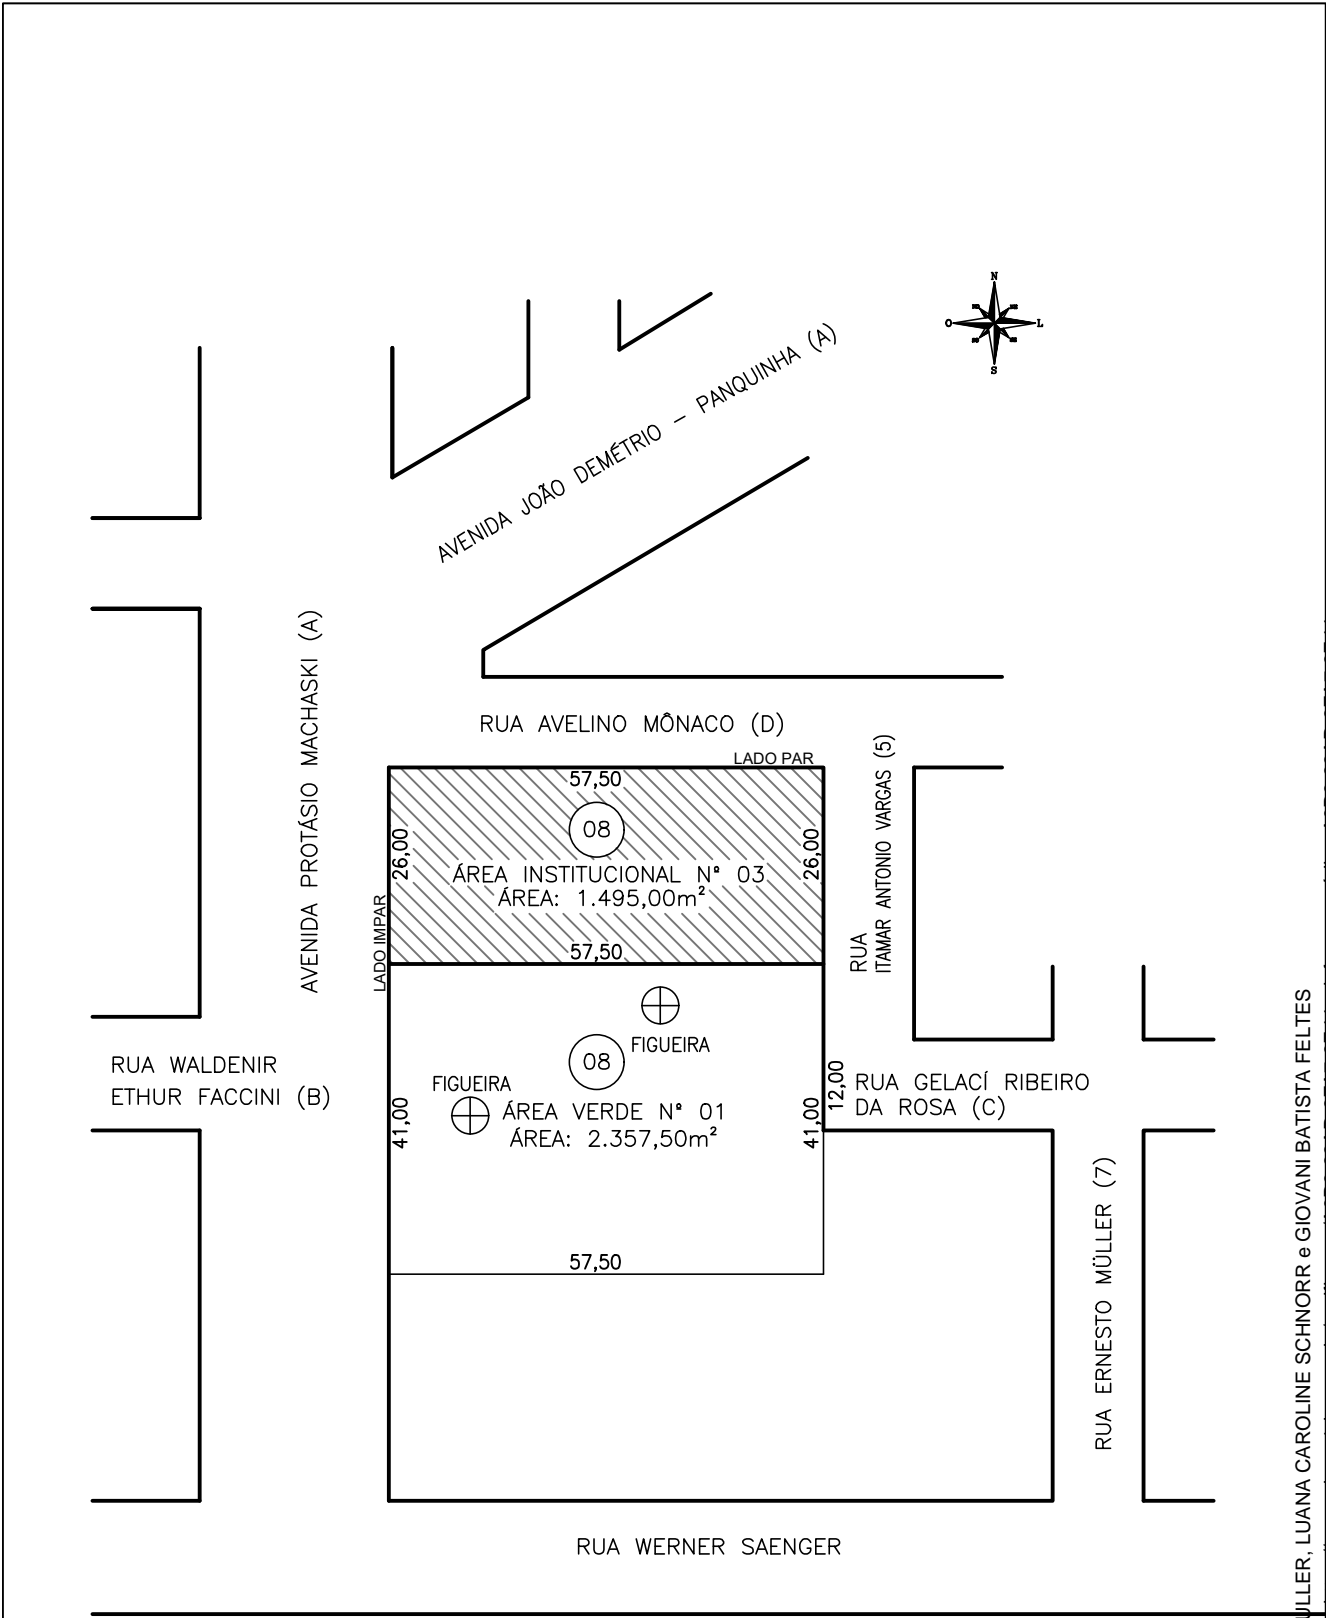 N
O
L
S
AVENIDA JOÃO DEMÉTRIO - PANQUINHA (A)
AVENIDA PROTÁSIO MACHASKI (A)
RUA AVELINO MÔNACO (D)
LADO PAR
57,50
08
26,00
26,00
ÁREA INSTITUCIONAL Nº 03
ÁREA: 1.495,00m²
57,50
LADO IMPAR
RUA
ITAMAR ANTONIO VARGAS (5)
FIGUEIRA
08
FIGUEIRA
ÁREA VERDE Nº 01
ÁREA: 2.357,50m²
41,00
41,00
12,00
57,50
RUA WALDENIR
ETHUR FACCINI (B)
RUA GELACÍ RIBEIRO
DA ROSA (C)
RUA ERNESTO MÜLLER (7)
RUA WERNER SAENGER
ULLER, LUANA CAROLINE SCHNORR e GIOVANI BATISTA FELTES